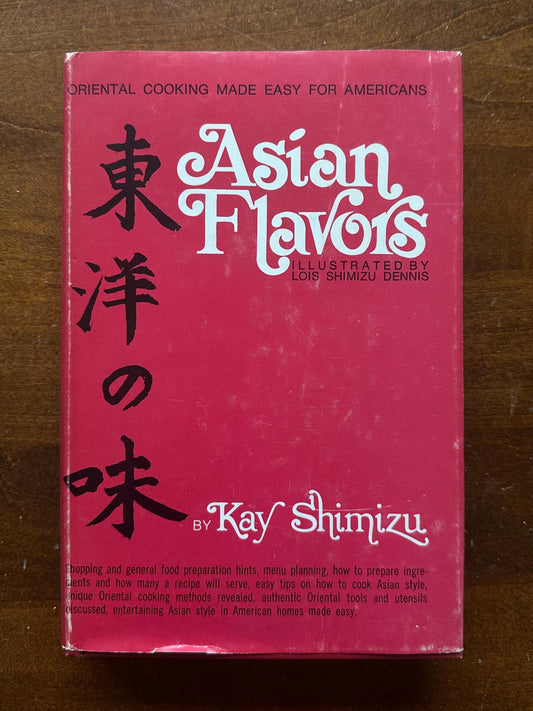 ORIENTAL COOKING MADE EASY FOR AMERICANS
東洋の味
Asian
Flavors
ILLUSTRATED BY
LOIS SHIMIZU DENNIS
BY Kay Shimizu
Shopping and general food preparation hints, menu planning, how to prepare ingre-
dients and how many a recipe will serve, easy tips on how to cook Asian style,
unique Oriental cooking methods revealed, authentic Oriental tools and utensils
discussed, entertaining Asian style in American homes made easy.